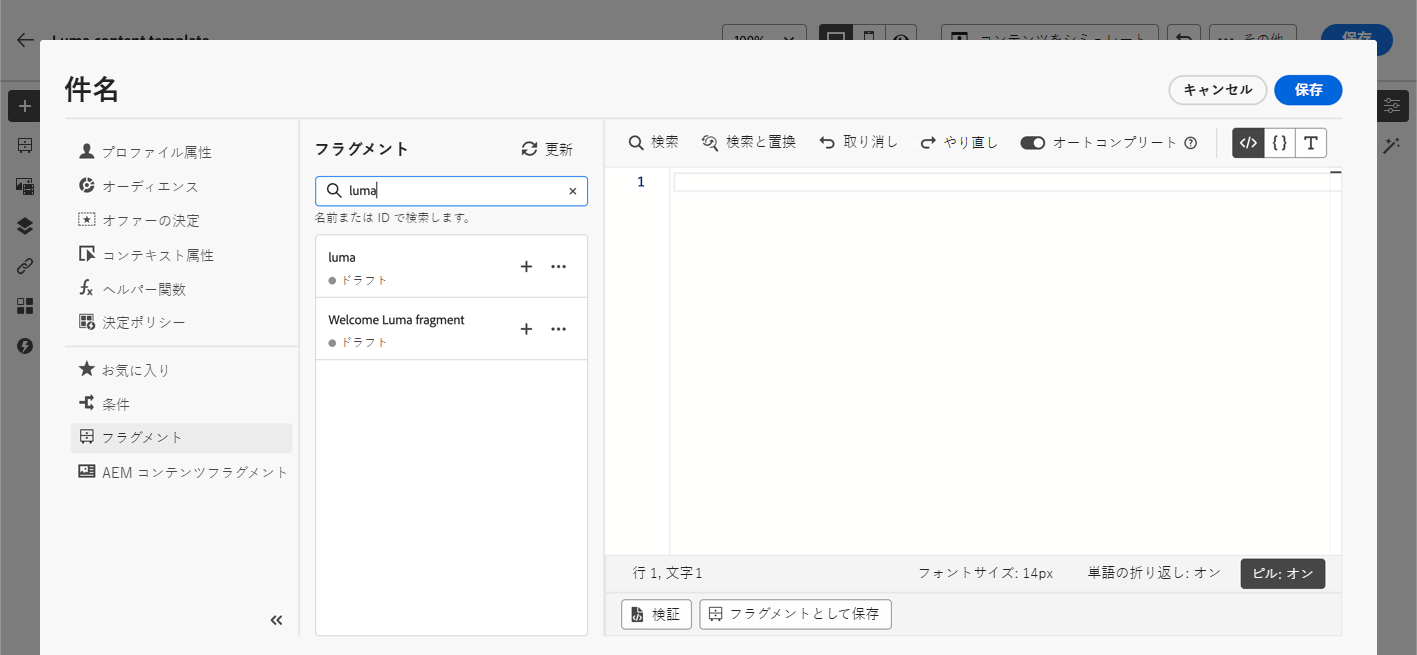 Luma content template
100%
コンテンツをシミュレート
その他
保存
件名
キャンセル
保存
プロファイル属性
オーディエンス
オファーの決定
コンテキスト属性
ヘルパー関数
決定ポリシー
お気に入り
条件
フラグメント
AEM コンテンツフラグメント
フラグメント
更新
luma
名前または ID で検索します。
luma
ドラフト
Welcome Luma fragment
ドラフト
検索
検索と置換
取り消し
やり直し
オートコンプリート
1
行 1, 文字1
フォントサイズ: 14px
単語の折り返し: オン
ピル: オン
検証
フラグメントとして保存